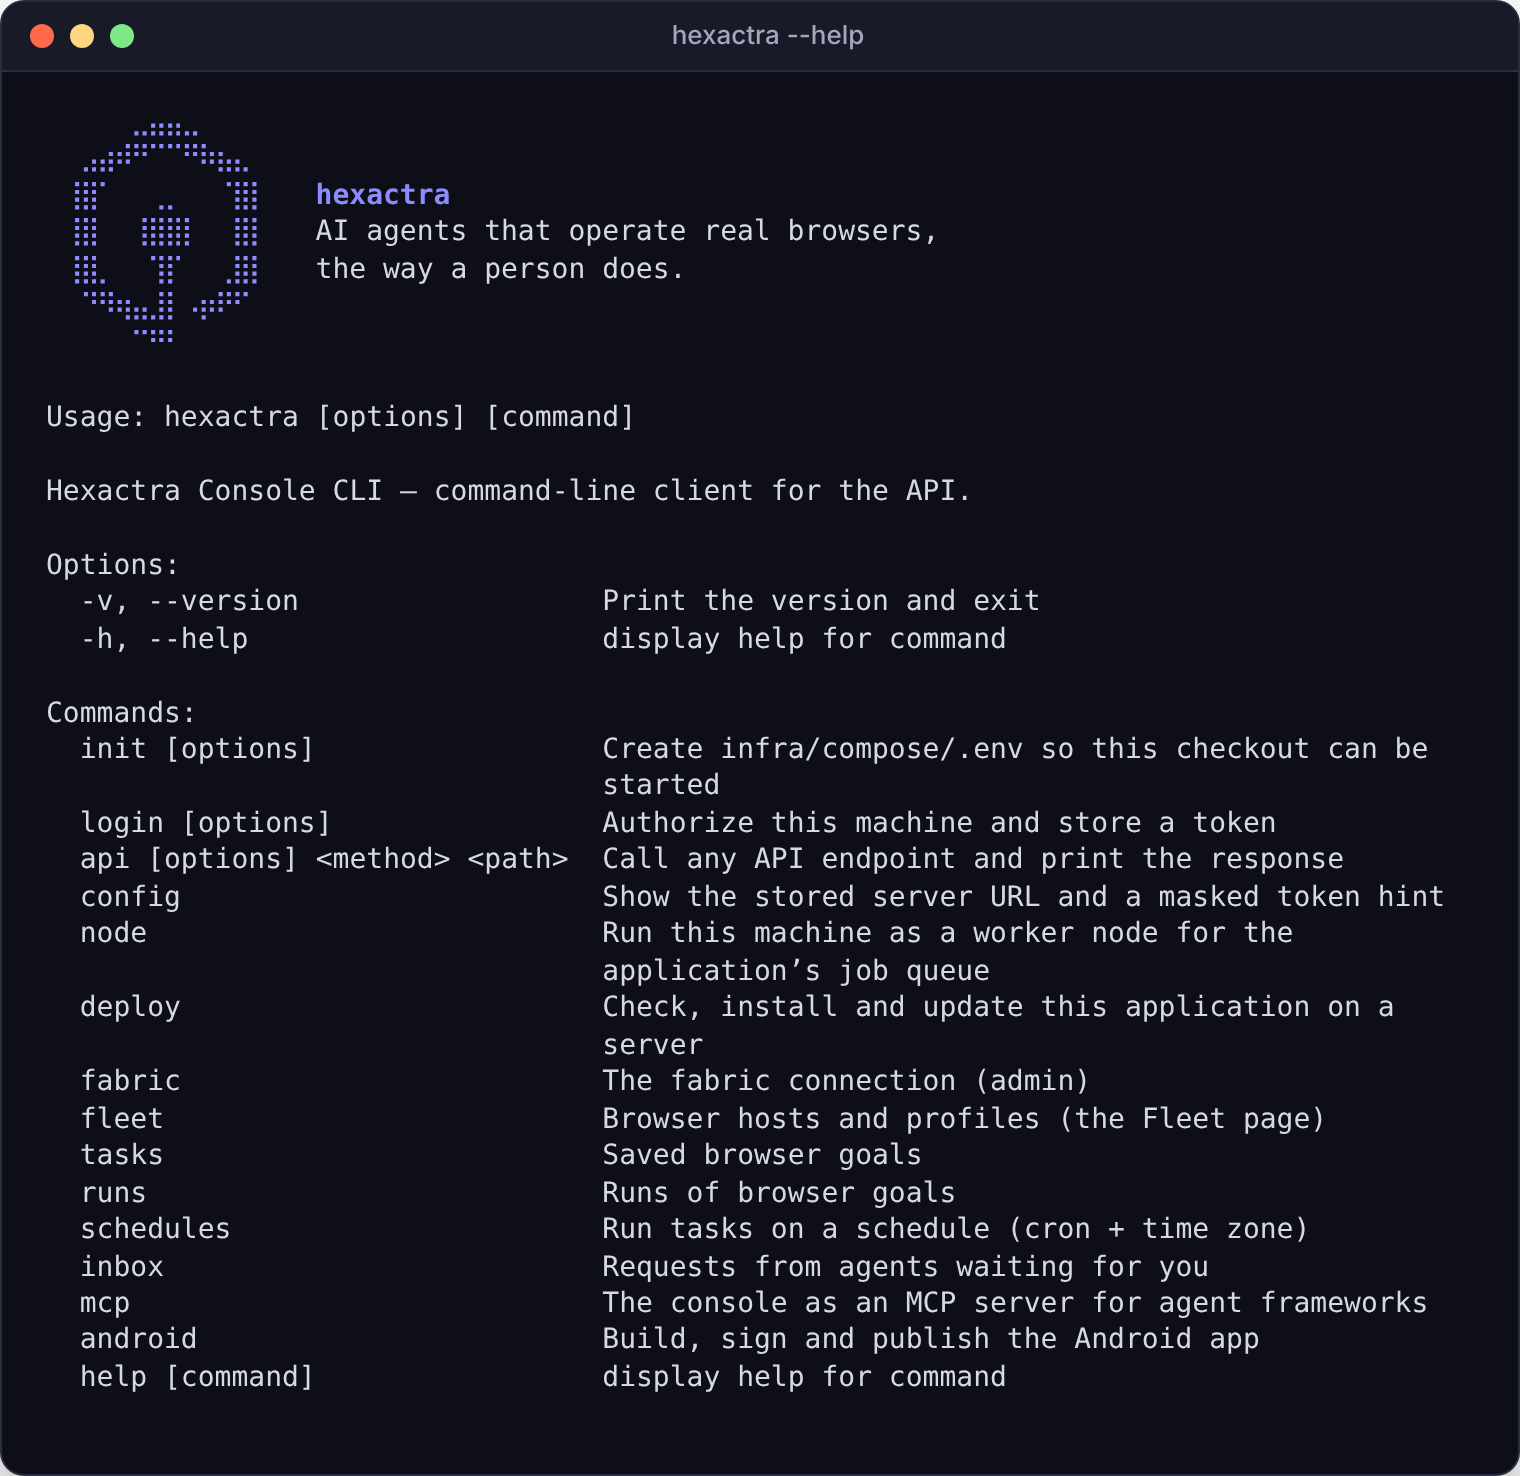 hexactra --help
hexactra
AI agents that operate real browsers,
the way a person does.
Usage: hexactra [options] [command]
Hexactra Console CLI — command-line client for the API.
Options:
-v, --version Print the version and exit
-h, --help display help for command
Commands:
init [options] Create infra/compose/.env so this checkout can be
started
login [options] Authorize this machine and store a token
api [options] <method> <path> Call any API endpoint and print the response
config Show the stored server URL and a masked token hint
node Run this machine as a worker node for the
application’s job queue
deploy Check, install and update this application on a
server
fabric The fabric connection (admin)
fleet Browser hosts and profiles (the Fleet page)
tasks Saved browser goals
runs Runs of browser goals
schedules Run tasks on a schedule (cron + time zone)
inbox Requests from agents waiting for you
mcp The console as an MCP server for agent frameworks
android Build, sign and publish the Android app
help [command] display help for command